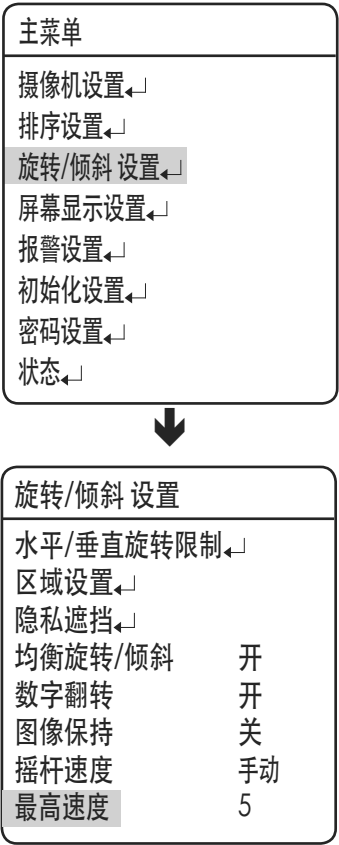 主菜单
摄像机设置↵
排序设置↵
旋转/倾斜 设置↵
屏幕显示设置↵
报警设置↵
初始化设置↵
密码设置↵
状态↵
旋转/倾斜 设置
水平/垂直旋转限制↵
区域设置↵
隐私遮挡↵
均衡旋转/倾斜 开
数字翻转 开
图像保持 关
摇杆速度 手动
最高速度 5